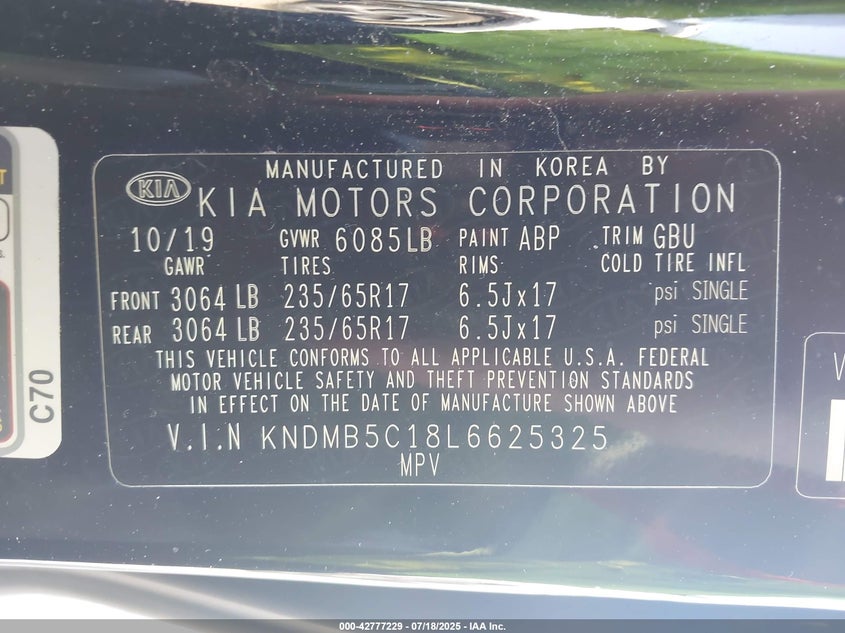 MANUFACTURED IN KOREA BY
KIA KIA MOTORS CORPORATION
10/19 GVWR 6085LB PAINT ABP TRIM GBU
GAWR TIRES RIMS COLD TIRE INFL
FRONT 3064 LB 235/65R17 6.5Jx17 psi SINGLE
REAR 3064 LB 235/65R17 6.5Jx17 psi SINGLE
THIS VEHICLE CONFORMS TO ALL APPLICABLE U.S.A. FEDERAL
MOTOR VEHICLE SAFETY AND THEFT PREVENTION STANDARDS
IN EFFECT ON THE DATE OF MANUFACTURE SHOWN ABOVE
V.I.N KNDMB5C18L6625325
MPV
C70
000-42777229 - 07/18/2025 - IAA Inc.